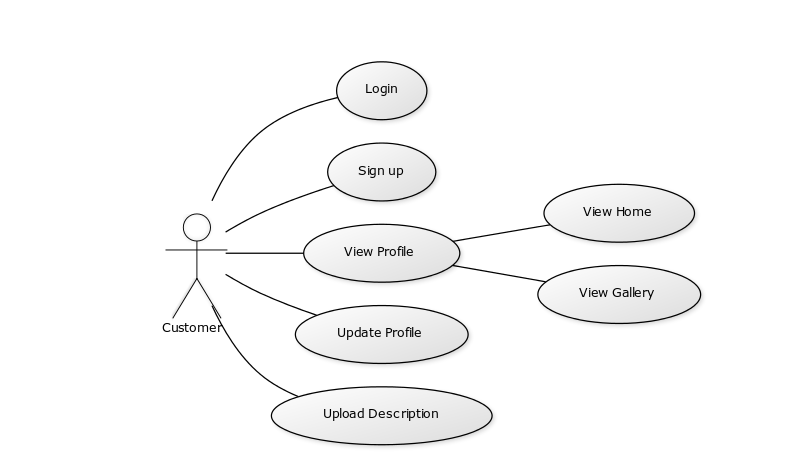 Login
Sign up
View Home
View Profile
View Gallery
Customer
Update Profile
Upload Description